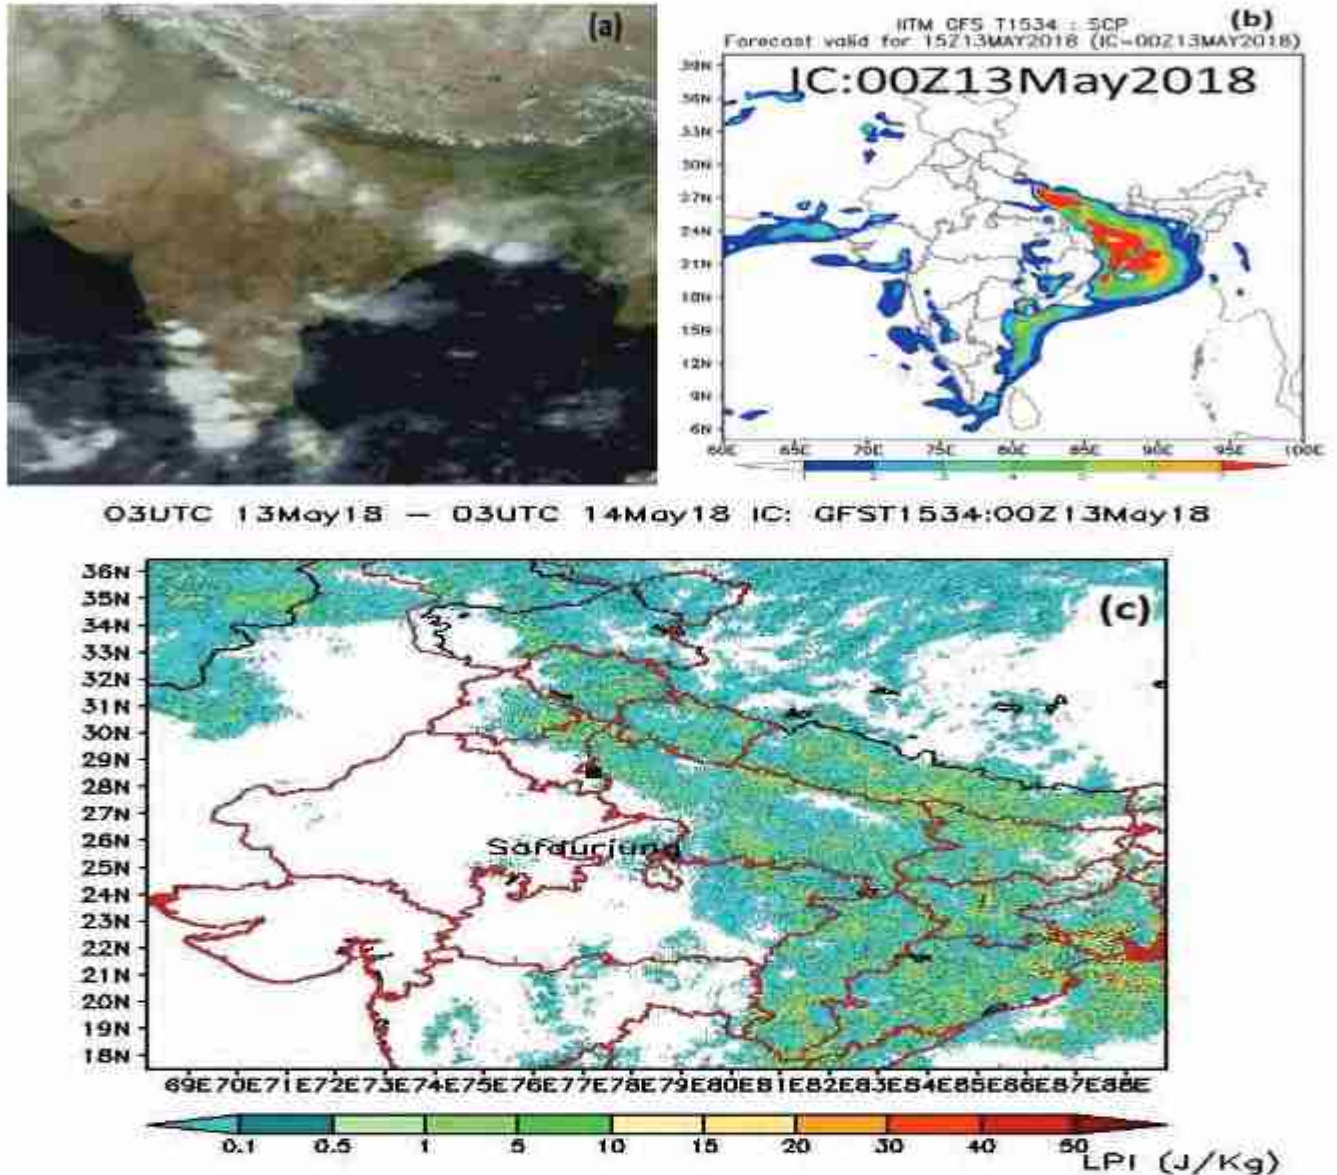 (a)
IITM GFS T1534 : SCP (b)
Forecast valid for 15Z13MAY2018 (IC=00Z13MAY2018)
IC:00Z13May2018
39N
36N
33N
30N
27N
24N
21N
18N
15N
12N
9N
6N
60E 65E 70E 75E 80E 85E 90E 95E 100E
03UTC 13May18 – 03UTC 14May18 IC: GFST1534:00Z13May18
(c)
36N
35N
34N
33N
32N
31N
30N
29N
28N
27N
26N
Safdurjung
25N
24N
23N
22N
21N
20N
19N
18N
69E70E71E72E73E74E75E76E77E78E79E80E81E82E83E84E85E86E87E88E
0.1 0.5 1 5 10 15 20 30 40 50
LPI (J/Kg)